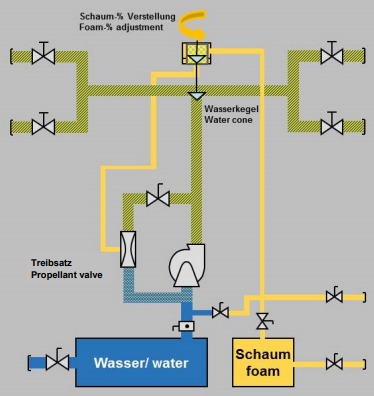 Schaum-% Verstellung
Foam-% adjustment
Wasserkegel
Water cone
Treibsatz
Propellant valve
Wasser/ water
Schaum
foam